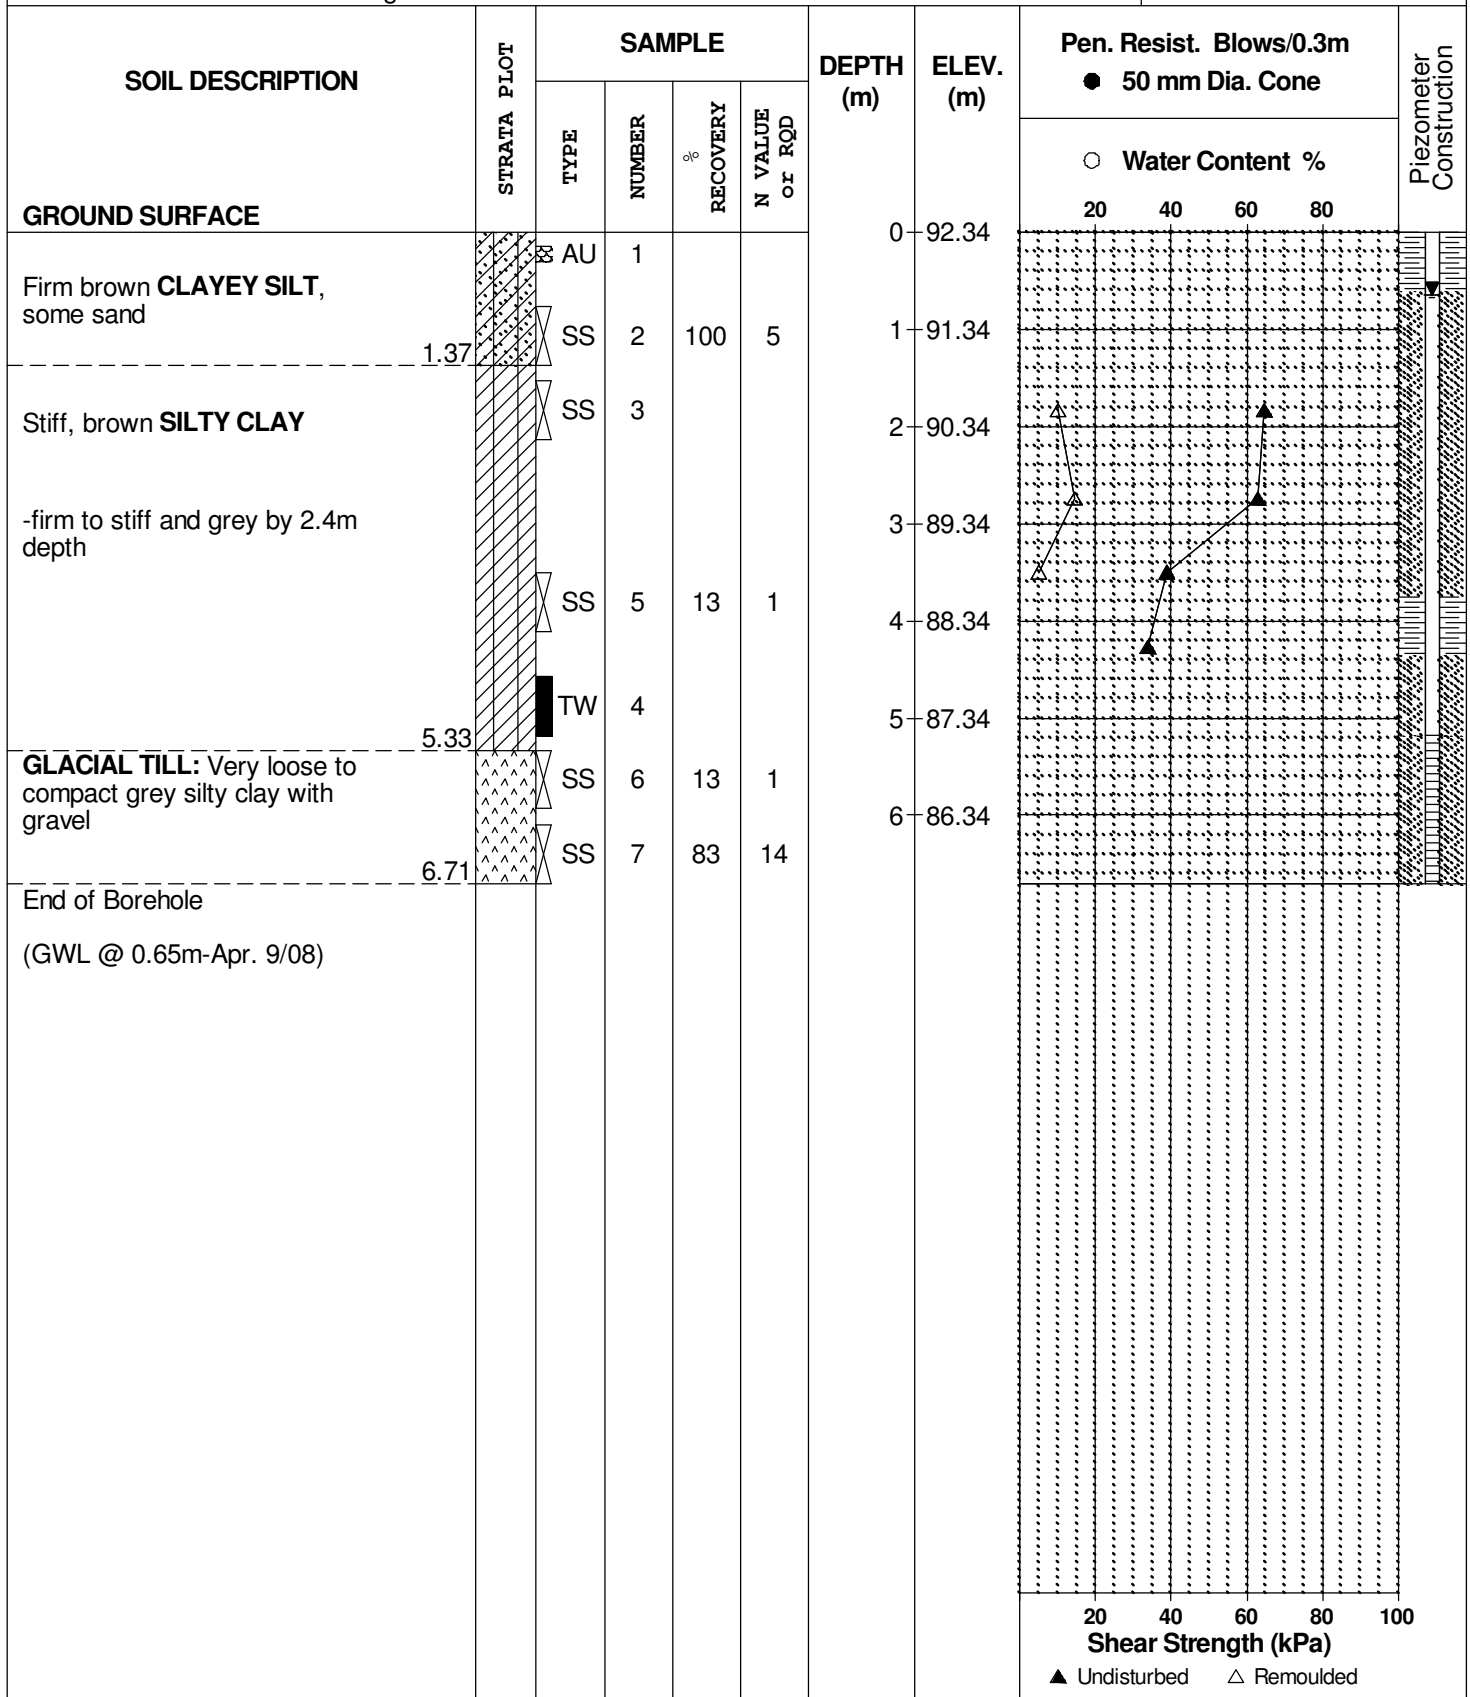 SOIL DESCRIPTION
GROUND SURFACE
STRATA PLOT
SAMPLE
TYPE
NUMBER
%
RECOVERY
N VALUE
or RQD
DEPTH
(m)
ELEV.
(m)
Pen. Resist. Blows/0.3m
● 50 mm Dia. Cone
○ Water Content %
20 40 60 80
Piezometer
Construction
0 92.34
AU 1
Firm brown CLAYEY SILT,
some sand
SS 2 100 5
1 91.34
1.37
Stiff, brown SILTY CLAY
SS 3
2 90.34
-firm to stiff and grey by 2.4m
depth
3 89.34
SS 5 13 1
4 88.34
TW 4
5 87.34
5.33
GLACIAL TILL: Very loose to
compact grey silty clay with
gravel
SS 6 13 1
6 86.34
SS 7 83 14
6.71
End of Borehole
(GWL @ 0.65m-Apr. 9/08)
20 40 60 80 100
Shear Strength (kPa)
▲ Undisturbed △ Remoulded